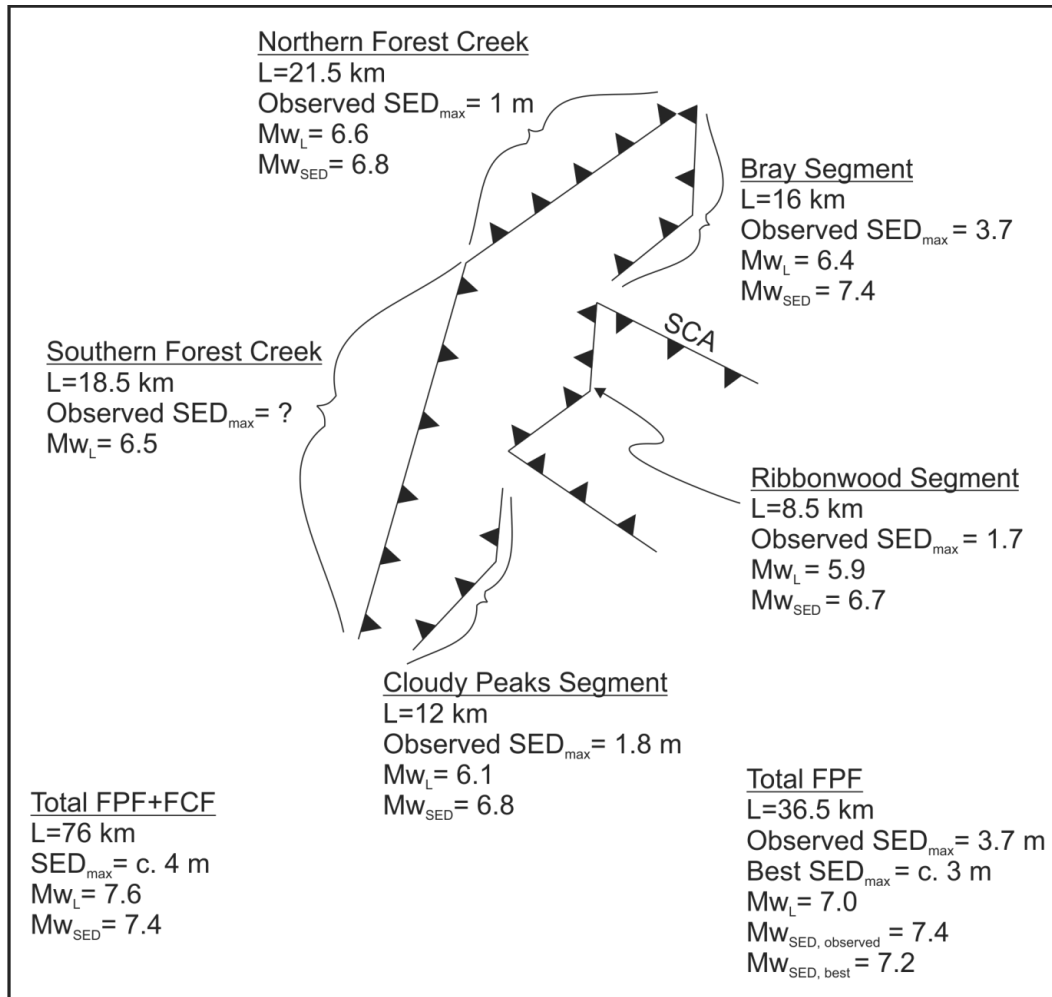 Northern Forest Creek
L=21.5 km
Observed SEDmax= 1 m
MwL= 6.6
MwSED= 6.8
Bray Segment
L=16 km
Observed SEDmax = 3.7
MwL = 6.4
MwSED = 7.4
SCA
Southern Forest Creek
L=18.5 km
Observed SEDmax= ?
MwL= 6.5
Ribbonwood Segment
L=8.5 km
Observed SEDmax = 1.7
MwL = 5.9
MwSED = 6.7
Cloudy Peaks Segment
L=12 km
Observed SEDmax = 1.8 m
MwL = 6.1
MwSED = 6.8
Total FPF+FCF
L=76 km
SEDmax= c. 4 m
MwL = 7.6
MwSED = 7.4
Total FPF
L=36.5 km
Observed SEDmax = 3.7 m
Best SEDmax = c. 3 m
MwL = 7.0
MwSED, observed = 7.4
MwSED, best = 7.2